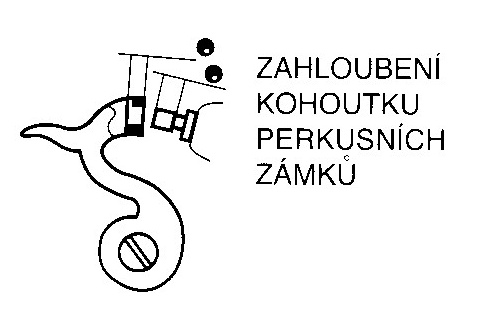 ZAHLOUBENÍ
KOHOUTKU
PERKUSNÍCH
ZÁMKŮ